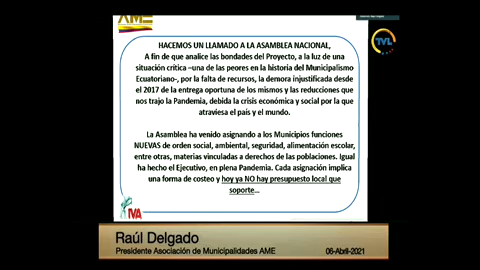 AME
TVL
HACEMOS UN LLAMADO A LA ASAMBLEA NACIONAL,
A fin de que analice las bondades del Proyecto, a la luz de una
situación crítica –una de las peores en la historia del Municipalismo
Ecuatoriano-, por la falta de recursos, la demora injustificada desde
el 2017 de la entrega oportuna de los mismos y las reducciones que
nos trajo la Pandemia, debida la crisis económica y social por la que
atraviesa el país y el mundo.
La Asamblea ha venido asignando a los Municipios funciones
NUEVAS de orden social, ambiental, seguridad, alimentación escolar,
entre otras, materias vinculadas a derechos de las poblaciones. Igual
ha hecho el Ejecutivo, en plena Pandemia. Cada asignación implica
una forma de costeo y hoy ya NO hay presupuesto local que
soporte…
IVA
Raúl Delgado
Presidente Asociación de Municipalidades AME
06-Abril-2021